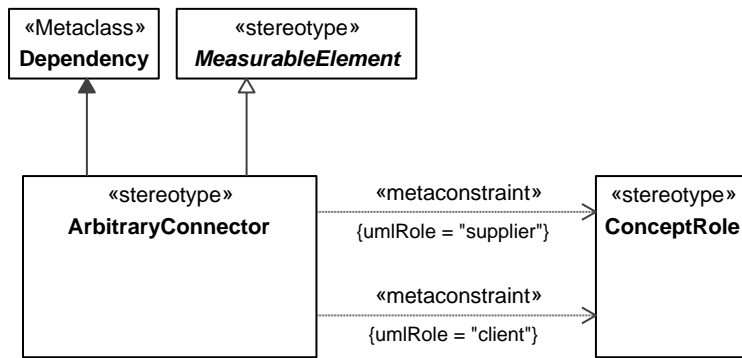 «Metaclass»
Dependency
«stereotype»
MeasurableElement
«stereotype»
ArbitraryConnector
«metaconstraint»
{umlRole = "supplier"}
«stereotype»
ConceptRole
«metaconstraint»
{umlRole = "client"}